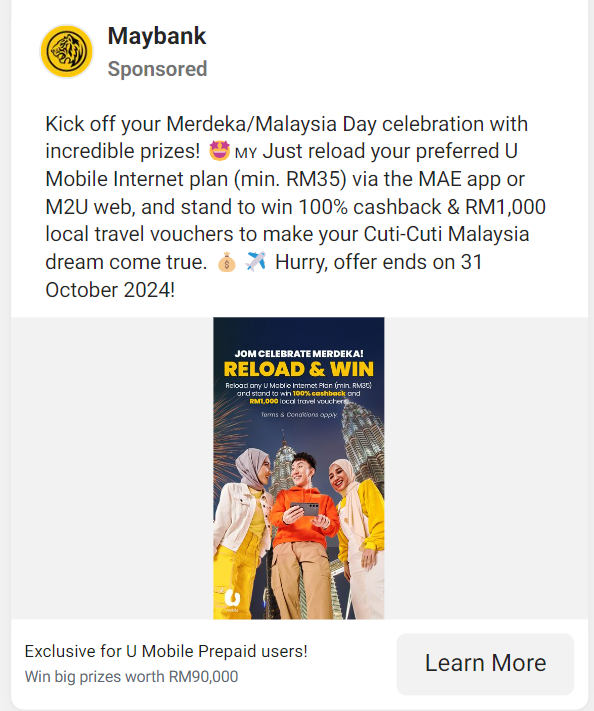 Maybank
Sponsored
Kick off your Merdeka/Malaysia Day celebration with
incredible prizes! 🤩 MY Just reload your preferred U
Mobile Internet plan (min. RM35) via the MAE app or
M2U web, and stand to win 100% cashback & RM1,000
local travel vouchers to make your Cuti-Cuti Malaysia
dream come true. 💰 ✈️ Hurry, offer ends on 31
October 2024!
JOM CELEBRATE MERDEKA!
RELOAD & WIN
Reload any U Mobile Internet Plan (min. RM35)
and stand to win 100% cashback and
RM1,000 local travel vouchers.
Terms & Conditions apply
Exclusive for U Mobile Prepaid users!
Win big prizes worth RM90,000
Learn More